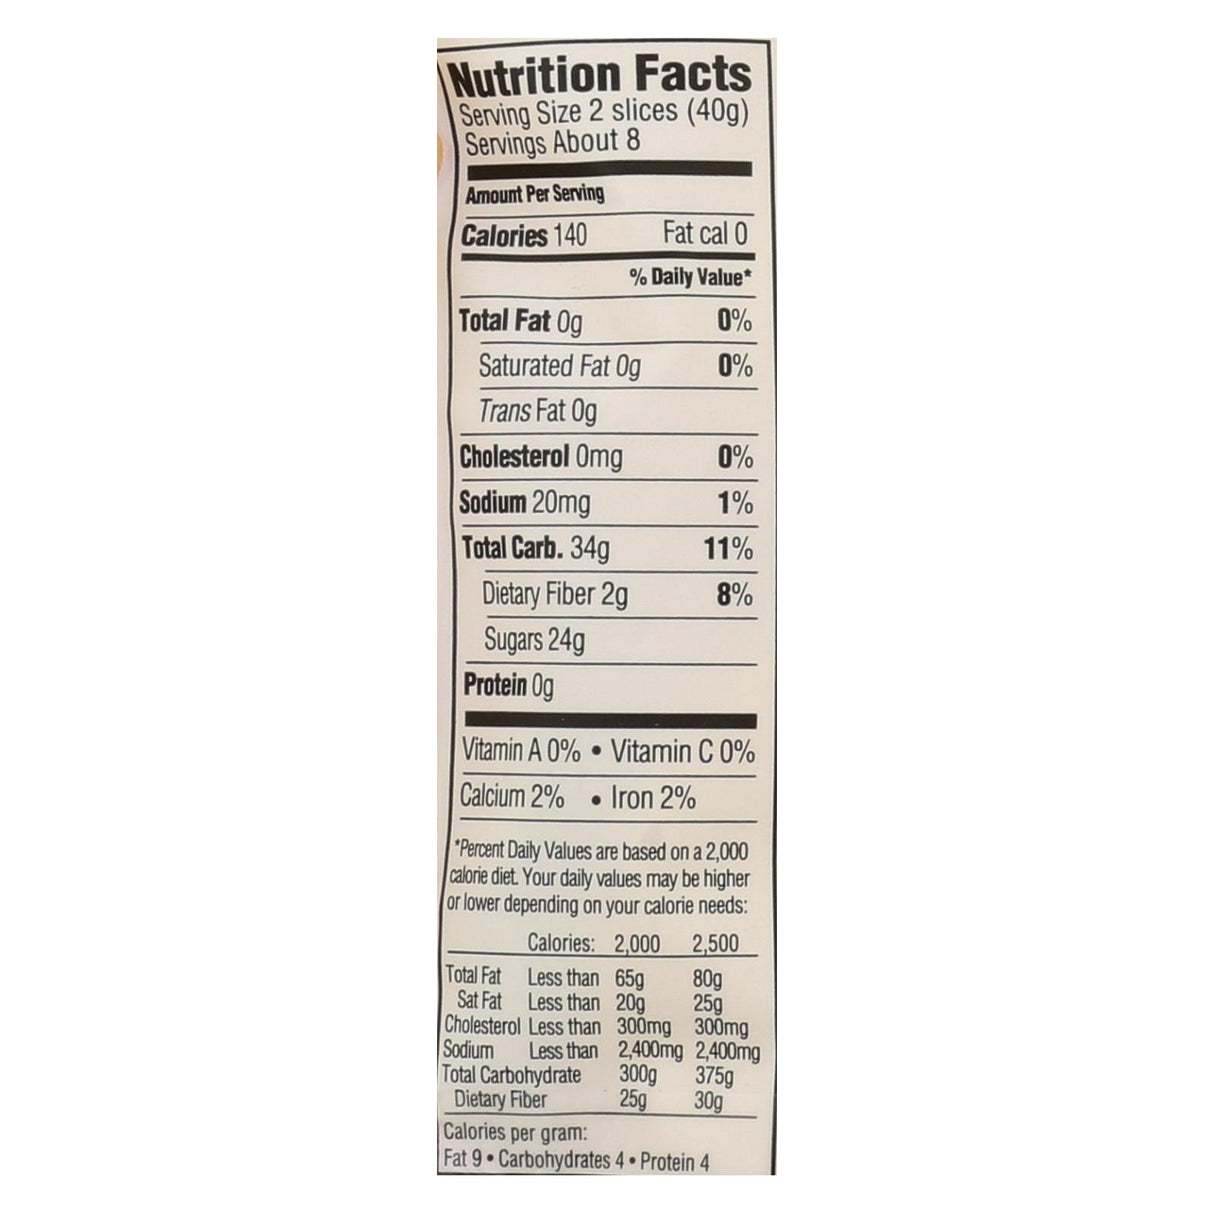 Nutrition Facts
Serving Size 2 slices (40g)
Servings About 8
Amount Per Serving
Calories 140 Fat cal 0
% Daily Value*
Total Fat 0g 0%
Saturated Fat 0g 0%
Trans Fat 0g
Cholesterol 0mg 0%
Sodium 20mg 1%
Total Carb. 34g 11%
Dietary Fiber 2g 8%
Sugars 24g
Protein 0g
Vitamin A 0% • Vitamin C 0%
Calcium 2% • Iron 2%
*Percent Daily Values are based on a 2,000
calorie diet. Your daily values may be higher
or lower depending on your calorie needs:
Calories: 2,000 2,500
Total Fat Less than 65g 80g
Sat Fat Less than 20g 25g
Cholesterol Less than 300mg 300mg
Sodium Less than 2,400mg 2,400mg
Total Carbohydrate 300g 375g
Dietary Fiber 25g 30g
Calories per gram:
Fat 9 • Carbohydrates 4 • Protein 4